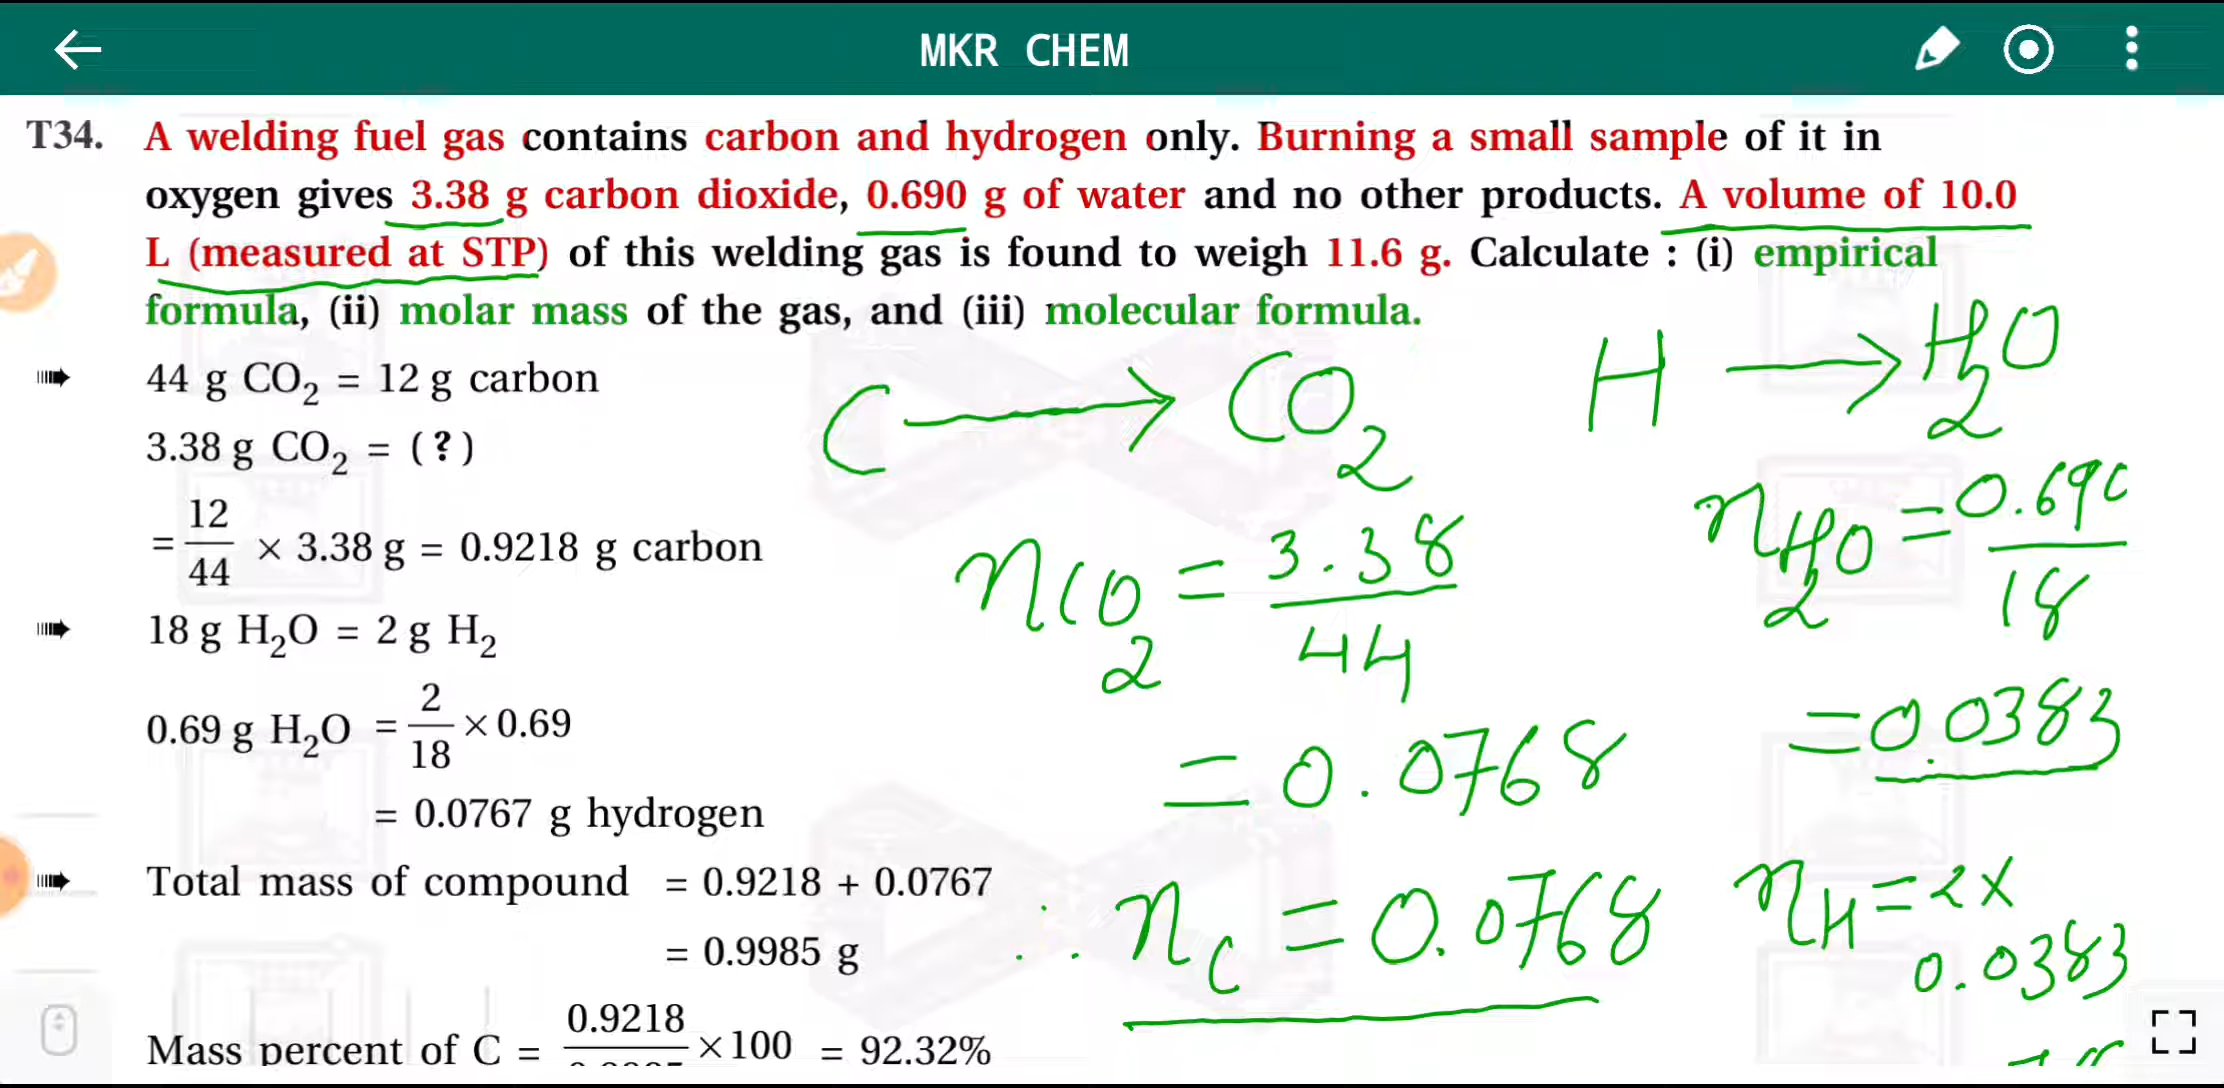 MKR CHEM
T34. A welding fuel gas contains carbon and hydrogen only. Burning a small sample of it in
oxygen gives 3.38 g carbon dioxide, 0.690 g of water and no other products. A volume of 10.0
L (measured at STP) of this welding gas is found to weigh 11.6 g. Calculate : (i) empirical
formula, (ii) molar mass of the gas, and (iii) molecular formula.
44 g CO₂ = 12 g carbon
3.38 g CO₂ = (?)
= 12/44 × 3.38 g = 0.9218 g carbon
18 g H₂O = 2 g H₂
0.69 g H₂O = 2/18 × 0.69
= 0.0767 g hydrogen
Total mass of compound = 0.9218 + 0.0767
= 0.9985 g
Mass percent of C = 0.9218/ ×100 = 92.32%
C → CO₂
nCO₂ = 3.38/44
= 0.0768
∴ nC = 0.0768
H → H₂O
nH₂O = 0.690/18
= 0.0383
nH = 2×
0.0383